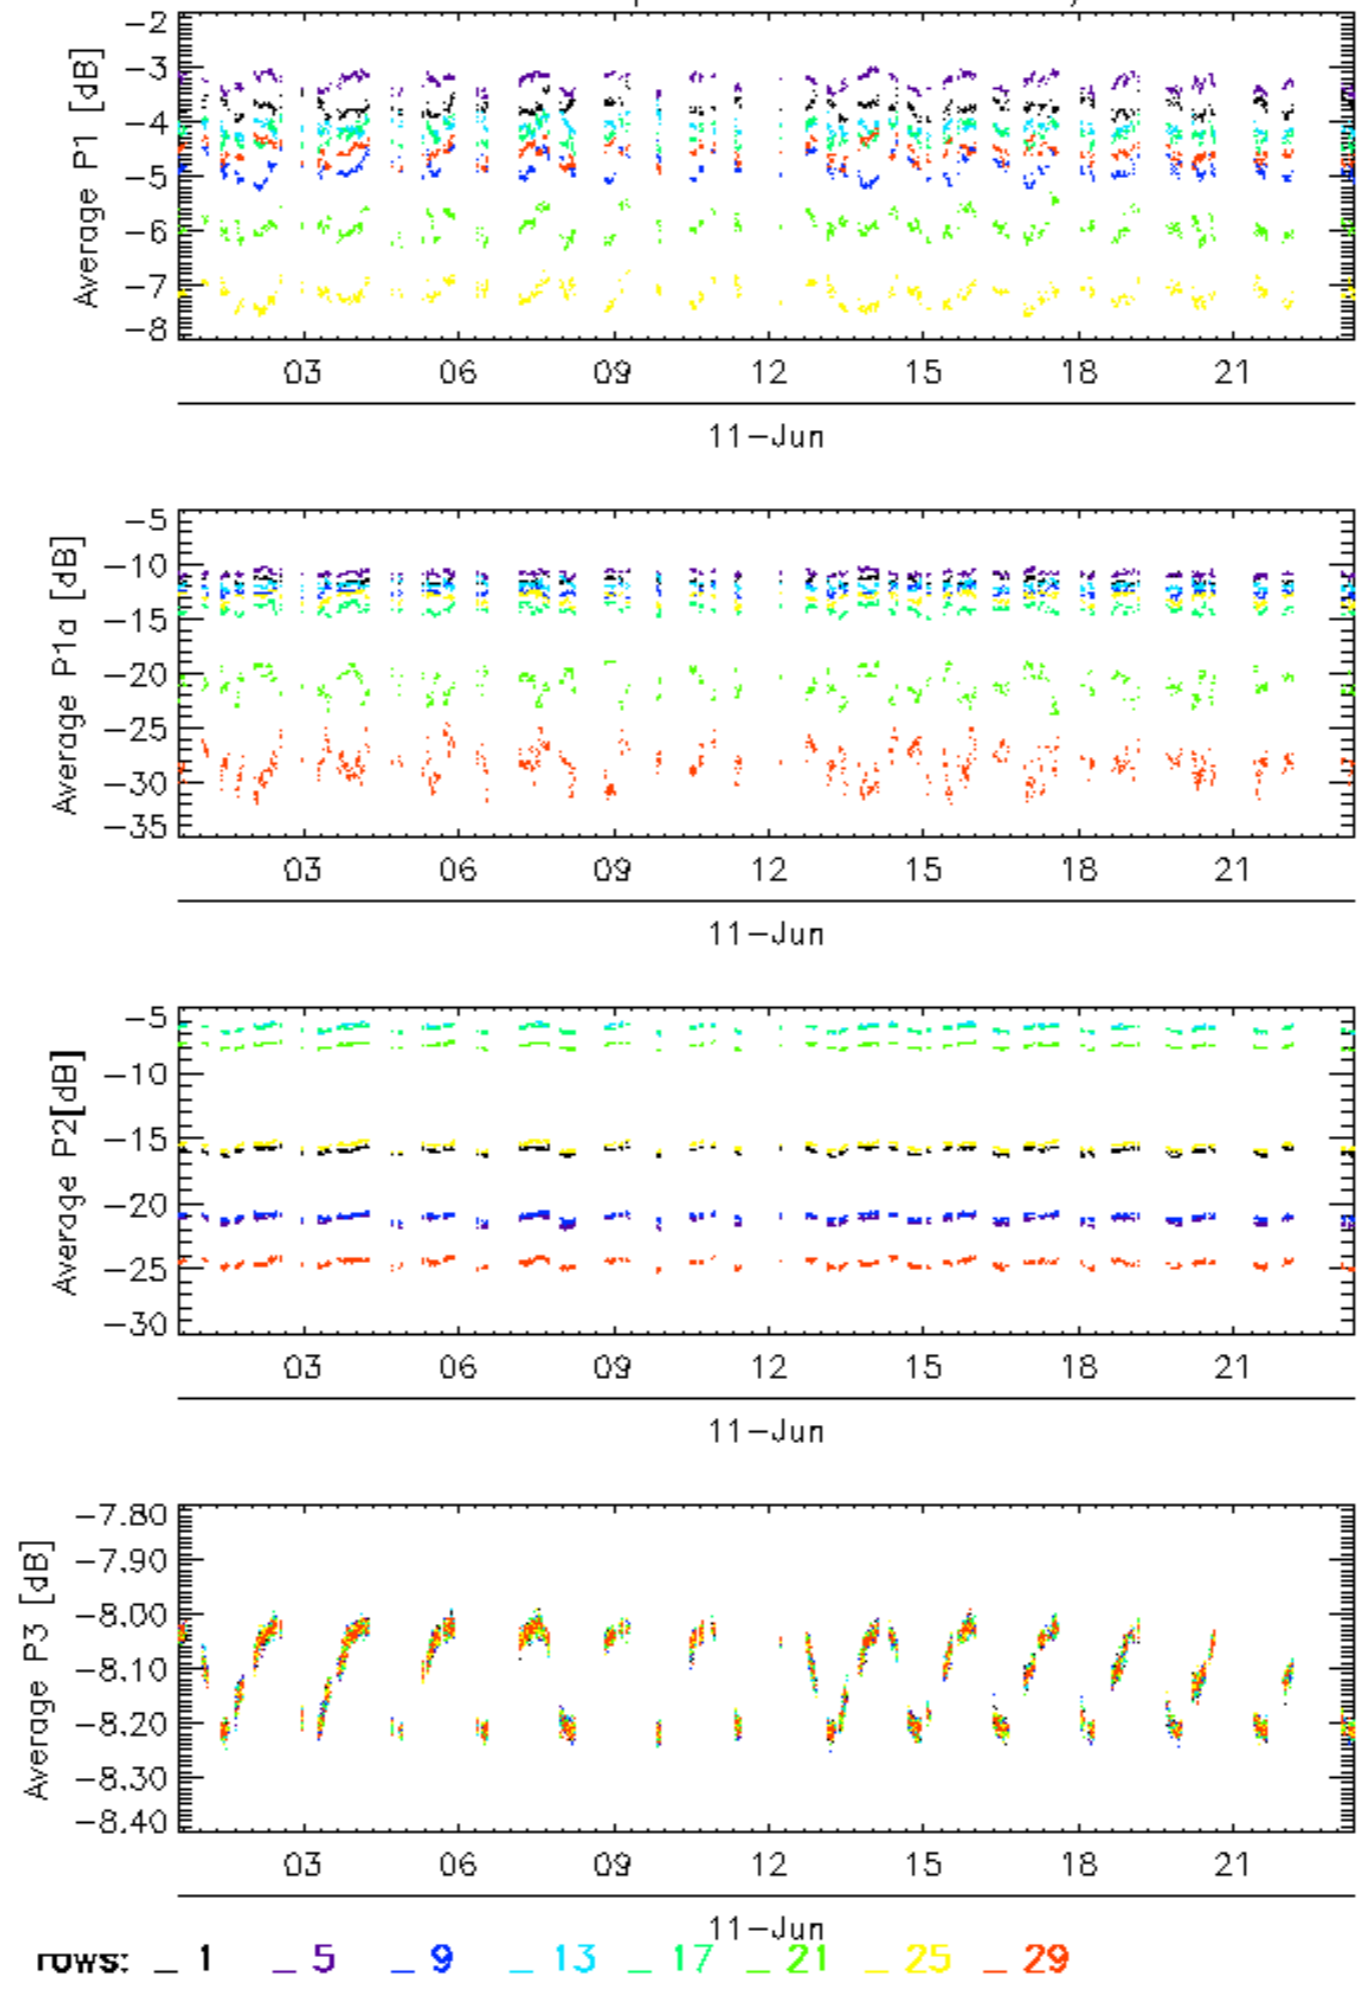 Average P1 [dB]
-2
-3
-4
-5
-6
-7
-8
03 06 09 12 15 18 21
11-Jun
Average P1a [dB]
-5
-10
-15
-20
-25
-30
-35
03 06 09 12 15 18 21
11-Jun
Average P2[dB]
-5
-10
-15
-20
-25
-30
03 06 09 12 15 18 21
11-Jun
Average P3 [dB]
-7.80
-7.90
-8.00
-8.10
-8.20
-8.30
-8.40
03 06 09 12 15 18 21
11-Jun
rows: _ 1 _ 5 _ 9 _ 13 _ 17 _ 21 _ 25 _ 29